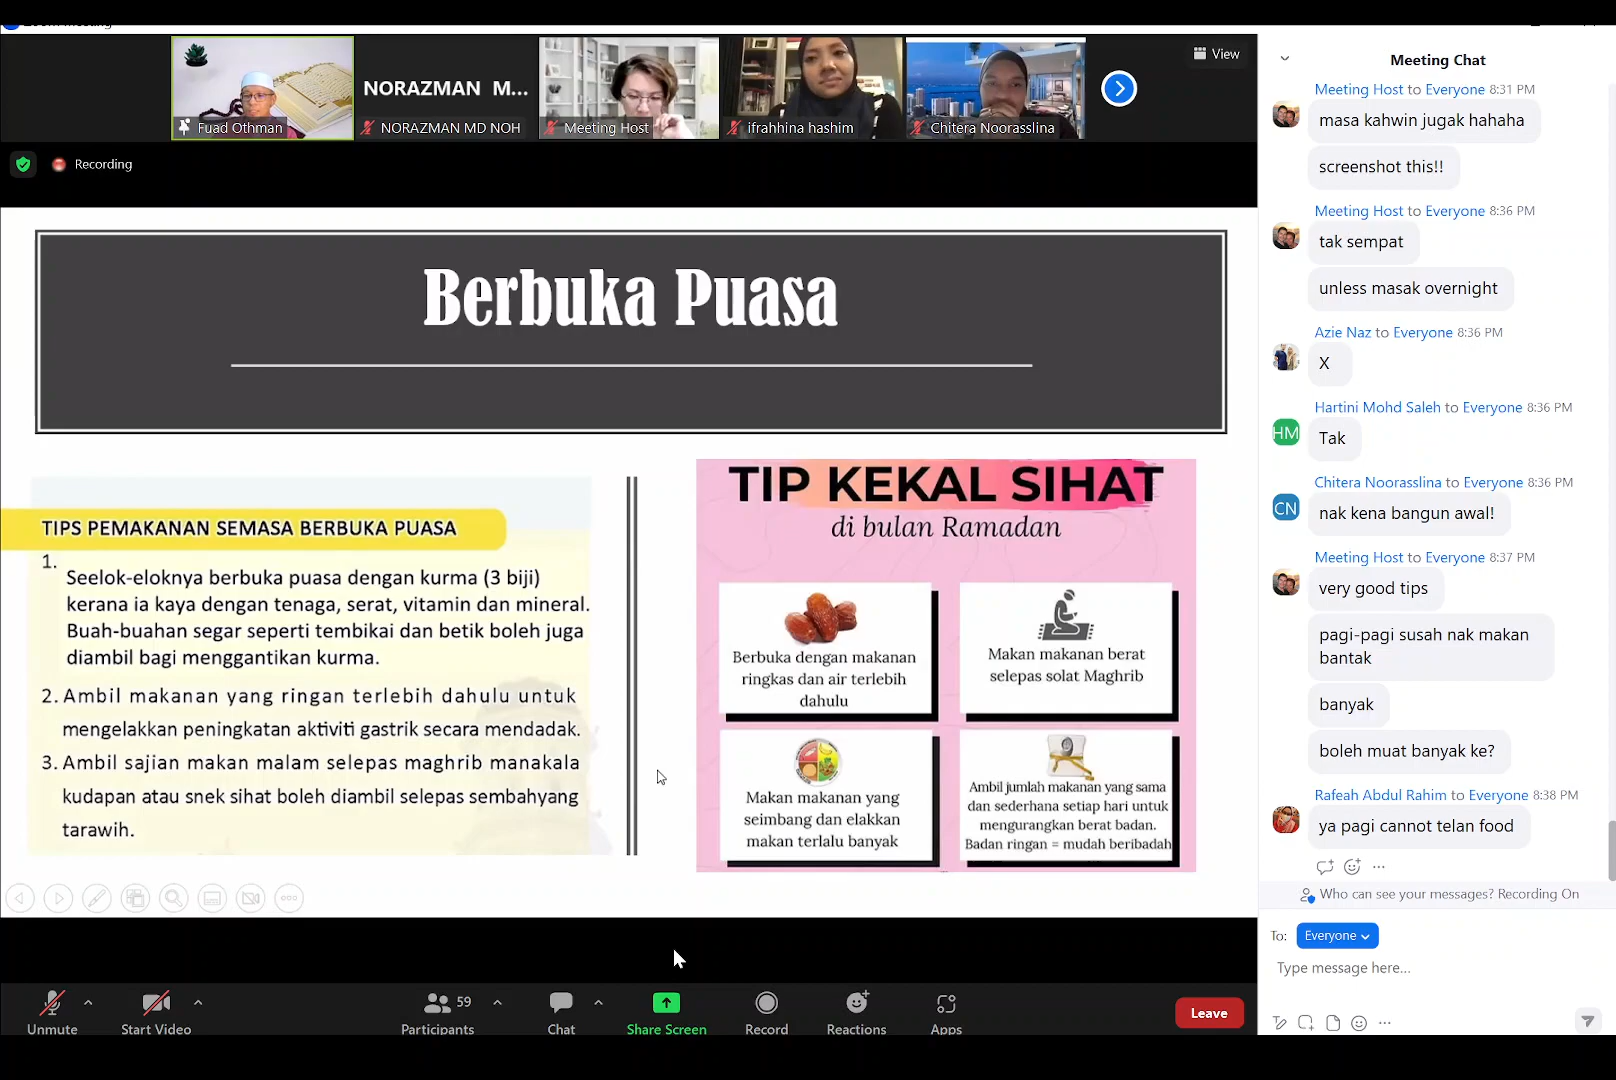 View
NORAZMAN M...
Fuad Othman
NORAZMAN MD NOH
Meeting Host
ifrahhina hashim
Chitera Noorasslina
Recording
Berbuka Puasa
TIPS PEMAKANAN SEMASA BERBUKA PUASA
1.
Seelok-eloknya berbuka puasa dengan kurma (3 biji)
kerana ia kaya dengan tenaga, serat, vitamin dan mineral.
Buah-buahan segar seperti tembikai dan betik boleh juga
diambil bagi menggantikan kurma.
2. Ambil makanan yang ringan terlebih dahulu untuk
mengelakkan peningkatan aktiviti gastrik secara mendadak.
3. Ambil sajian makan malam selepas maghrib manakala
kudapan atau snek sihat boleh diambil selepas sembahyang
tarawih.
TIP KEKAL SIHAT
di bulan Ramadan
Berbuka dengan makanan
ringkas dan air terlebih
dahulu
Makan makanan berat
selepas solat Maghrib
Makan makanan yang
seimbang dan elakkan
makan terlalu banyak
Ambil jumlah makanan yang sama
dan sederhana setiap hari untuk
mengurangkan berat badan.
Badan ringan = mudah beribadah
Unmute
Start Video
59
Participants
Chat
Share Screen
Record
Reactions
Apps
Leave
Meeting Chat
Meeting Host to Everyone 8:31 PM
masa kahwin jugak hahaha
screenshot this!!
Meeting Host to Everyone 8:36 PM
tak sempat
unless masak overnight
Azie Naz to Everyone 8:36 PM
X
Hartini Mohd Saleh to Everyone 8:36 PM
HM
Tak
Chitera Noorasslina to Everyone 8:36 PM
CN
nak kena bangun awal!
Meeting Host to Everyone 8:37 PM
very good tips
pagi-pagi susah nak makan
bantak
banyak
boleh muat banyak ke?
Rafeah Abdul Rahim to Everyone 8:38 PM
ya pagi cannot telan food
Who can see your messages? Recording On
To: Everyone
Type message here...